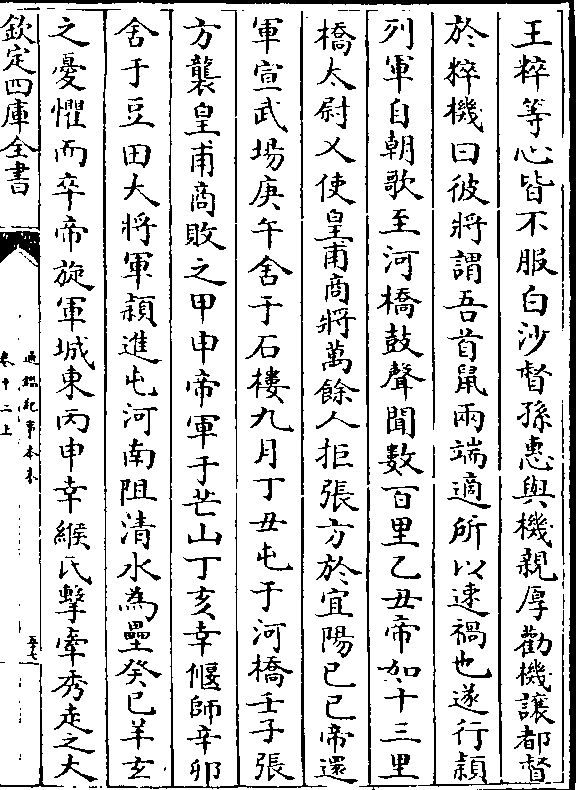 王粹等心皆不服白沙督孫惠與機親厚勸機讓都督
於粹機曰彼將謂吾首鼠兩端適所以速禍也遂行穎
列軍自朝歌至河橋鼓聲聞數百里乙丑帝如十三里
橋太尉乂使皇甫商將萬餘人拒張方於宜陽己巳帝還
軍宣武場庚午舍于石樓九月丁丑屯于河橋壬子張
方襲皇甫商敗之甲申帝軍于芒山丁亥幸偃師辛卯
舍于豆田大將軍穎進屯河南阻清水為壘癸巳羊玄
之憂懼而卒帝旋軍城東丙申幸緱氏擊牽秀走之大
欽定四庫全書
通鑑紀事本末
卷十二上
五十七